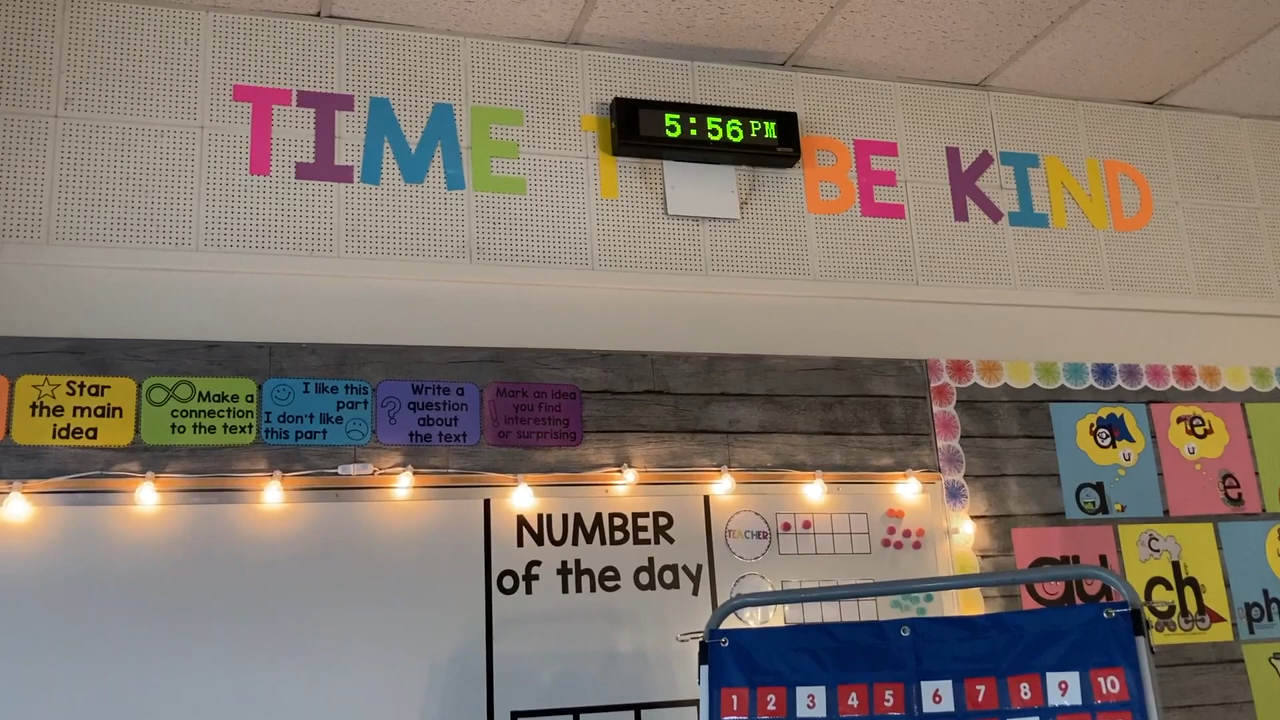 TIME T BE KIND
5:56 PM
Star
the main
idea
Make a
connection
to the text
I like this
part
I don't like
this part
Write a
question
about
the text
Mark an idea
you find
interesting
or surprising
NUMBER
of the day
TEACHER
a
u
a
e
u
e
au
c
ch
ph
1 2 3 4 5 6 7 8 9 10